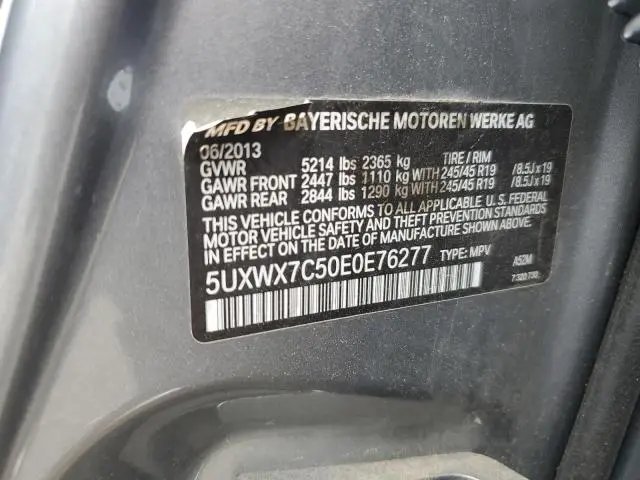 MFD BY BAYERISCHE MOTOREN WERKE AG
06/2013 TIRE / RIM
GVWR 5214 lbs 2365 kg
GAWR FRONT 2447 lbs 1110 kg WITH 245/45 R19 / 8.5J x 19
GAWR REAR 2844 lbs 1290 kg WITH 245/45 R19 / 8.5J x 19
THIS VEHICLE CONFORMS TO ALL APPLICABLE U. S. FEDERAL
MOTOR VEHICLE SAFETY AND THEFT PREVENTION STANDARDS
IN EFFECT ON THE DATE OF MANUFACTURE SHOWN ABOVE.
5UXWX7C50E0E76277 TYPE: MPV A52M
7 320 730